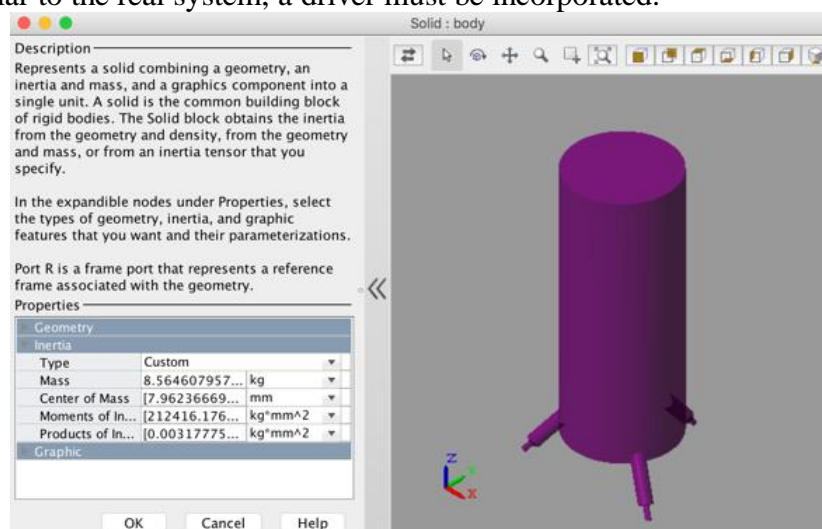 to the real system, a driver must be incorporated.
Solid : body
Description
Represents a solid combining a geometry, an
inertia and mass, and a graphics component into a
single unit. A solid is the common building block
of rigid bodies. The Solid block obtains the inertia
from the geometry and density, from the geometry
and mass, or from an inertia tensor that you
specify.
In the expandible nodes under Properties, select
the types of geometry, inertia, and graphic
features that you want and their parameterizations.
Port R is a frame port that represents a reference
frame associated with the geometry.
Properties
Geometry
Inertia
Type Custom
Mass 8.564607957... kg
Center of Mass [7.96236669... mm
Moments of In... [212416.176... kg*mm^2
Products of In... [0.00317775... kg*mm^2
Graphic
OK Cancel Help
z
x